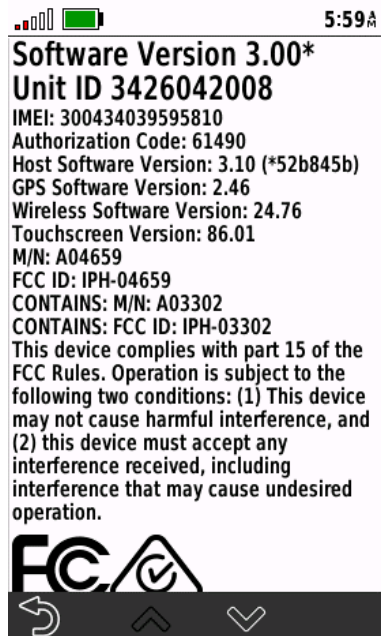 5:59 AM
Software Version 3.00*
Unit ID 3426042008
IMEI: 300434039595810
Authorization Code: 61490
Host Software Version: 3.10 (*52b845b)
GPS Software Version: 2.46
Wireless Software Version: 24.76
Touchscreen Version: 86.01
M/N: A04659
FCC ID: IPH-04659
CONTAINS: M/N: A03302
CONTAINS: FCC ID: IPH-03302
This device complies with part 15 of the
FCC Rules. Operation is subject to the
following two conditions: (1) This device
may not cause harmful interference, and
(2) this device must accept any
interference received, including
interference that may cause undesired
operation.
FC